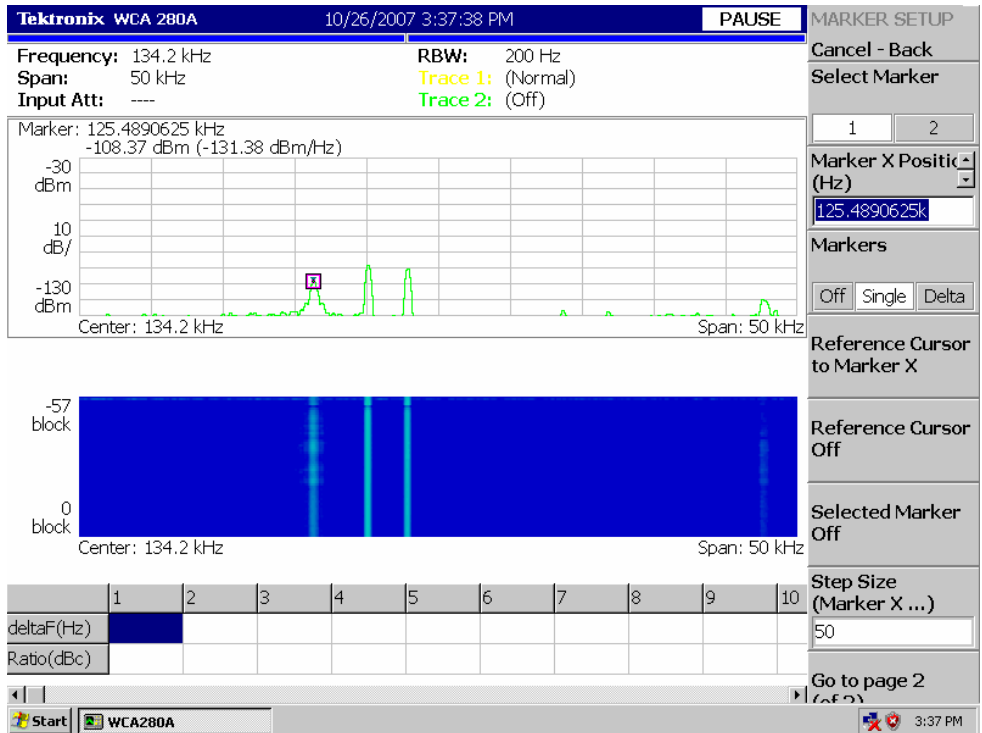 Tektronix WCA 280A 10/26/2007 3:37:38 PM PAUSE
Frequency: 134.2 kHz RBW: 200 Hz
Span: 50 kHz Trace 1: (Normal)
Input Att: ---- Trace 2: (Off)
Marker: 125.4890625 kHz
-108.37 dBm (-131.38 dBm/Hz)
-30
dBm
10
dB/
-130
dBm
Center: 134.2 kHz Span: 50 kHz
-57
block
0
block
Center: 134.2 kHz Span: 50 kHz
1 2 3 4 5 6 7 8 9 10
deltaF(Hz)
Ratio(dBc)
MARKER SETUP
Cancel - Back
Select Marker
1 2
Marker X Positic
(Hz)
125.4890625k
Markers
Off Single Delta
Reference Cursor
to Marker X
Reference Cursor
Off
Selected Marker
Off
Step Size
(Marker X ...)
50
Go to page 2
(of 2)
Start WCA280A 3:37 PM